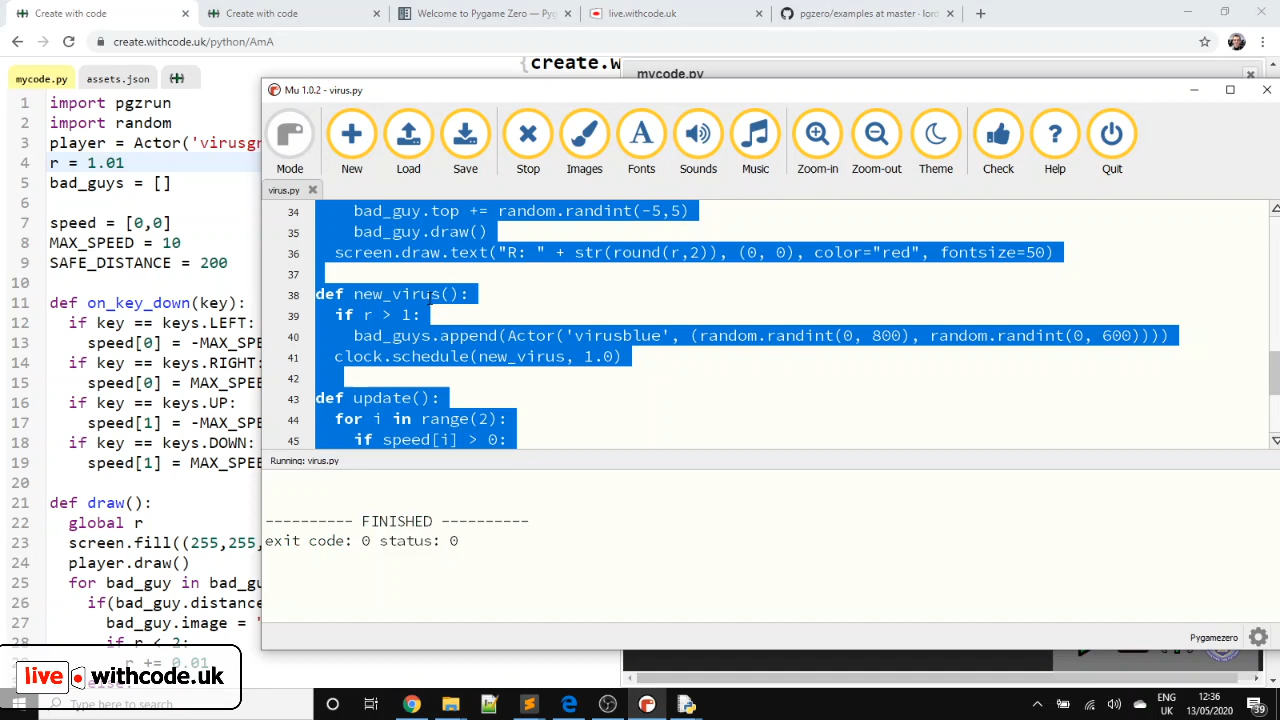 Create with code
Create with code
Welcome to Pygame Zero — Pyg
live.withcode.uk
pgzero/examples at master · lord
create.withcode.uk/python/AmA
{create.w
mycode.py
assets.json
mycode.py
Mu 1.0.2 - virus.py
Mode
New
Load
Save
Stop
Images
Fonts
Sounds
Music
Zoom-in
Zoom-out
Theme
Check
Help
Quit
virus.py
1 import pgzrun
2 import random
3 player = Actor('virusgr
4 r = 1.01
5 bad_guys = []
6
7 speed = [0,0]
8 MAX_SPEED = 10
9 SAFE_DISTANCE = 200
10
11 def on_key_down(key):
12 if key == keys.LEFT:
13 speed[0] = -MAX_SPE
14 if key == keys.RIGHT:
15 speed[0] = MAX_SPEE
16 if key == keys.UP:
17 speed[1] = -MAX_SPE
18 if key == keys.DOWN:
19 speed[1] = MAX_SPEE
20
21 def draw():
22 global r
23 screen.fill((255,255,
24 player.draw()
25 for bad_guy in bad_gu
26 if(bad_guy.distance
27 bad_guy.image = '
28 if r < 2:
r += 0.01
34 bad_guy.top += random.randint(-5,5)
35 bad_guy.draw()
36 screen.draw.text("R: " + str(round(r,2)), (0, 0), color="red", fontsize=50)
37
38 def new_virus():
39 if r > 1:
40 bad_guys.append(Actor('virusblue', (random.randint(0, 800), random.randint(0, 600))))
41 clock.schedule(new_virus, 1.0)
42
43 def update():
44 for i in range(2):
45 if speed[i] > 0:
Running: virus.py
---------- FINISHED ----------
exit code: 0 status: 0
Pygamezero
live withcode.uk
Type here to search
ENG
UK
12:36
13/05/2020
39